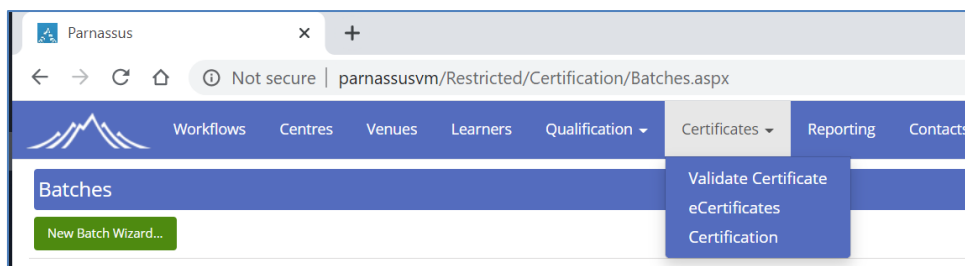 Parnassus
Not secure | parnassusvm/Restricted/Certification/Batches.aspx
Workflows Centres Venues Learners Qualification Certificates Reporting Contacts
Batches
Validate Certificate
eCertificates
New Batch Wizard...
Certification